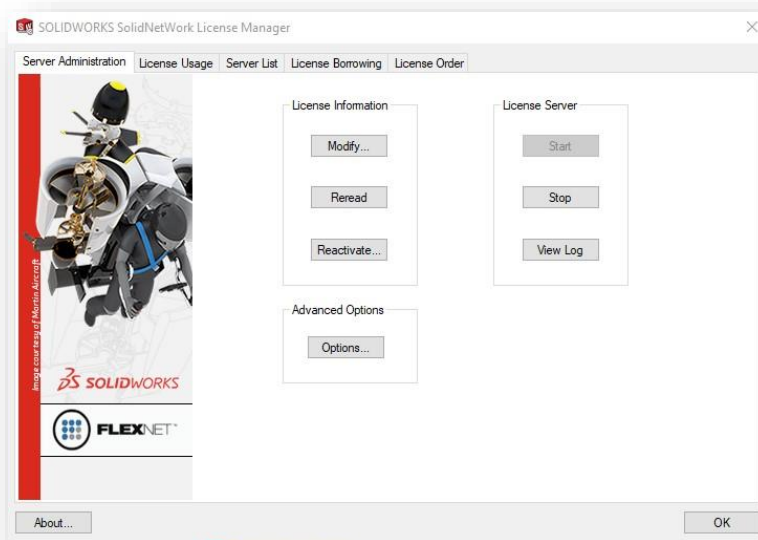 SOLIDWORKS SolidNetWork License Manager
Server Administration License Usage Server List License Borrowing License Order
License Information
Modify...
Reread
Reactivate...
License Server
Start
Stop
View Log
Advanced Options
Options...
Image courtesy of Martin Aircraft
SOLIDWORKS
FLEXNET
About...
OK